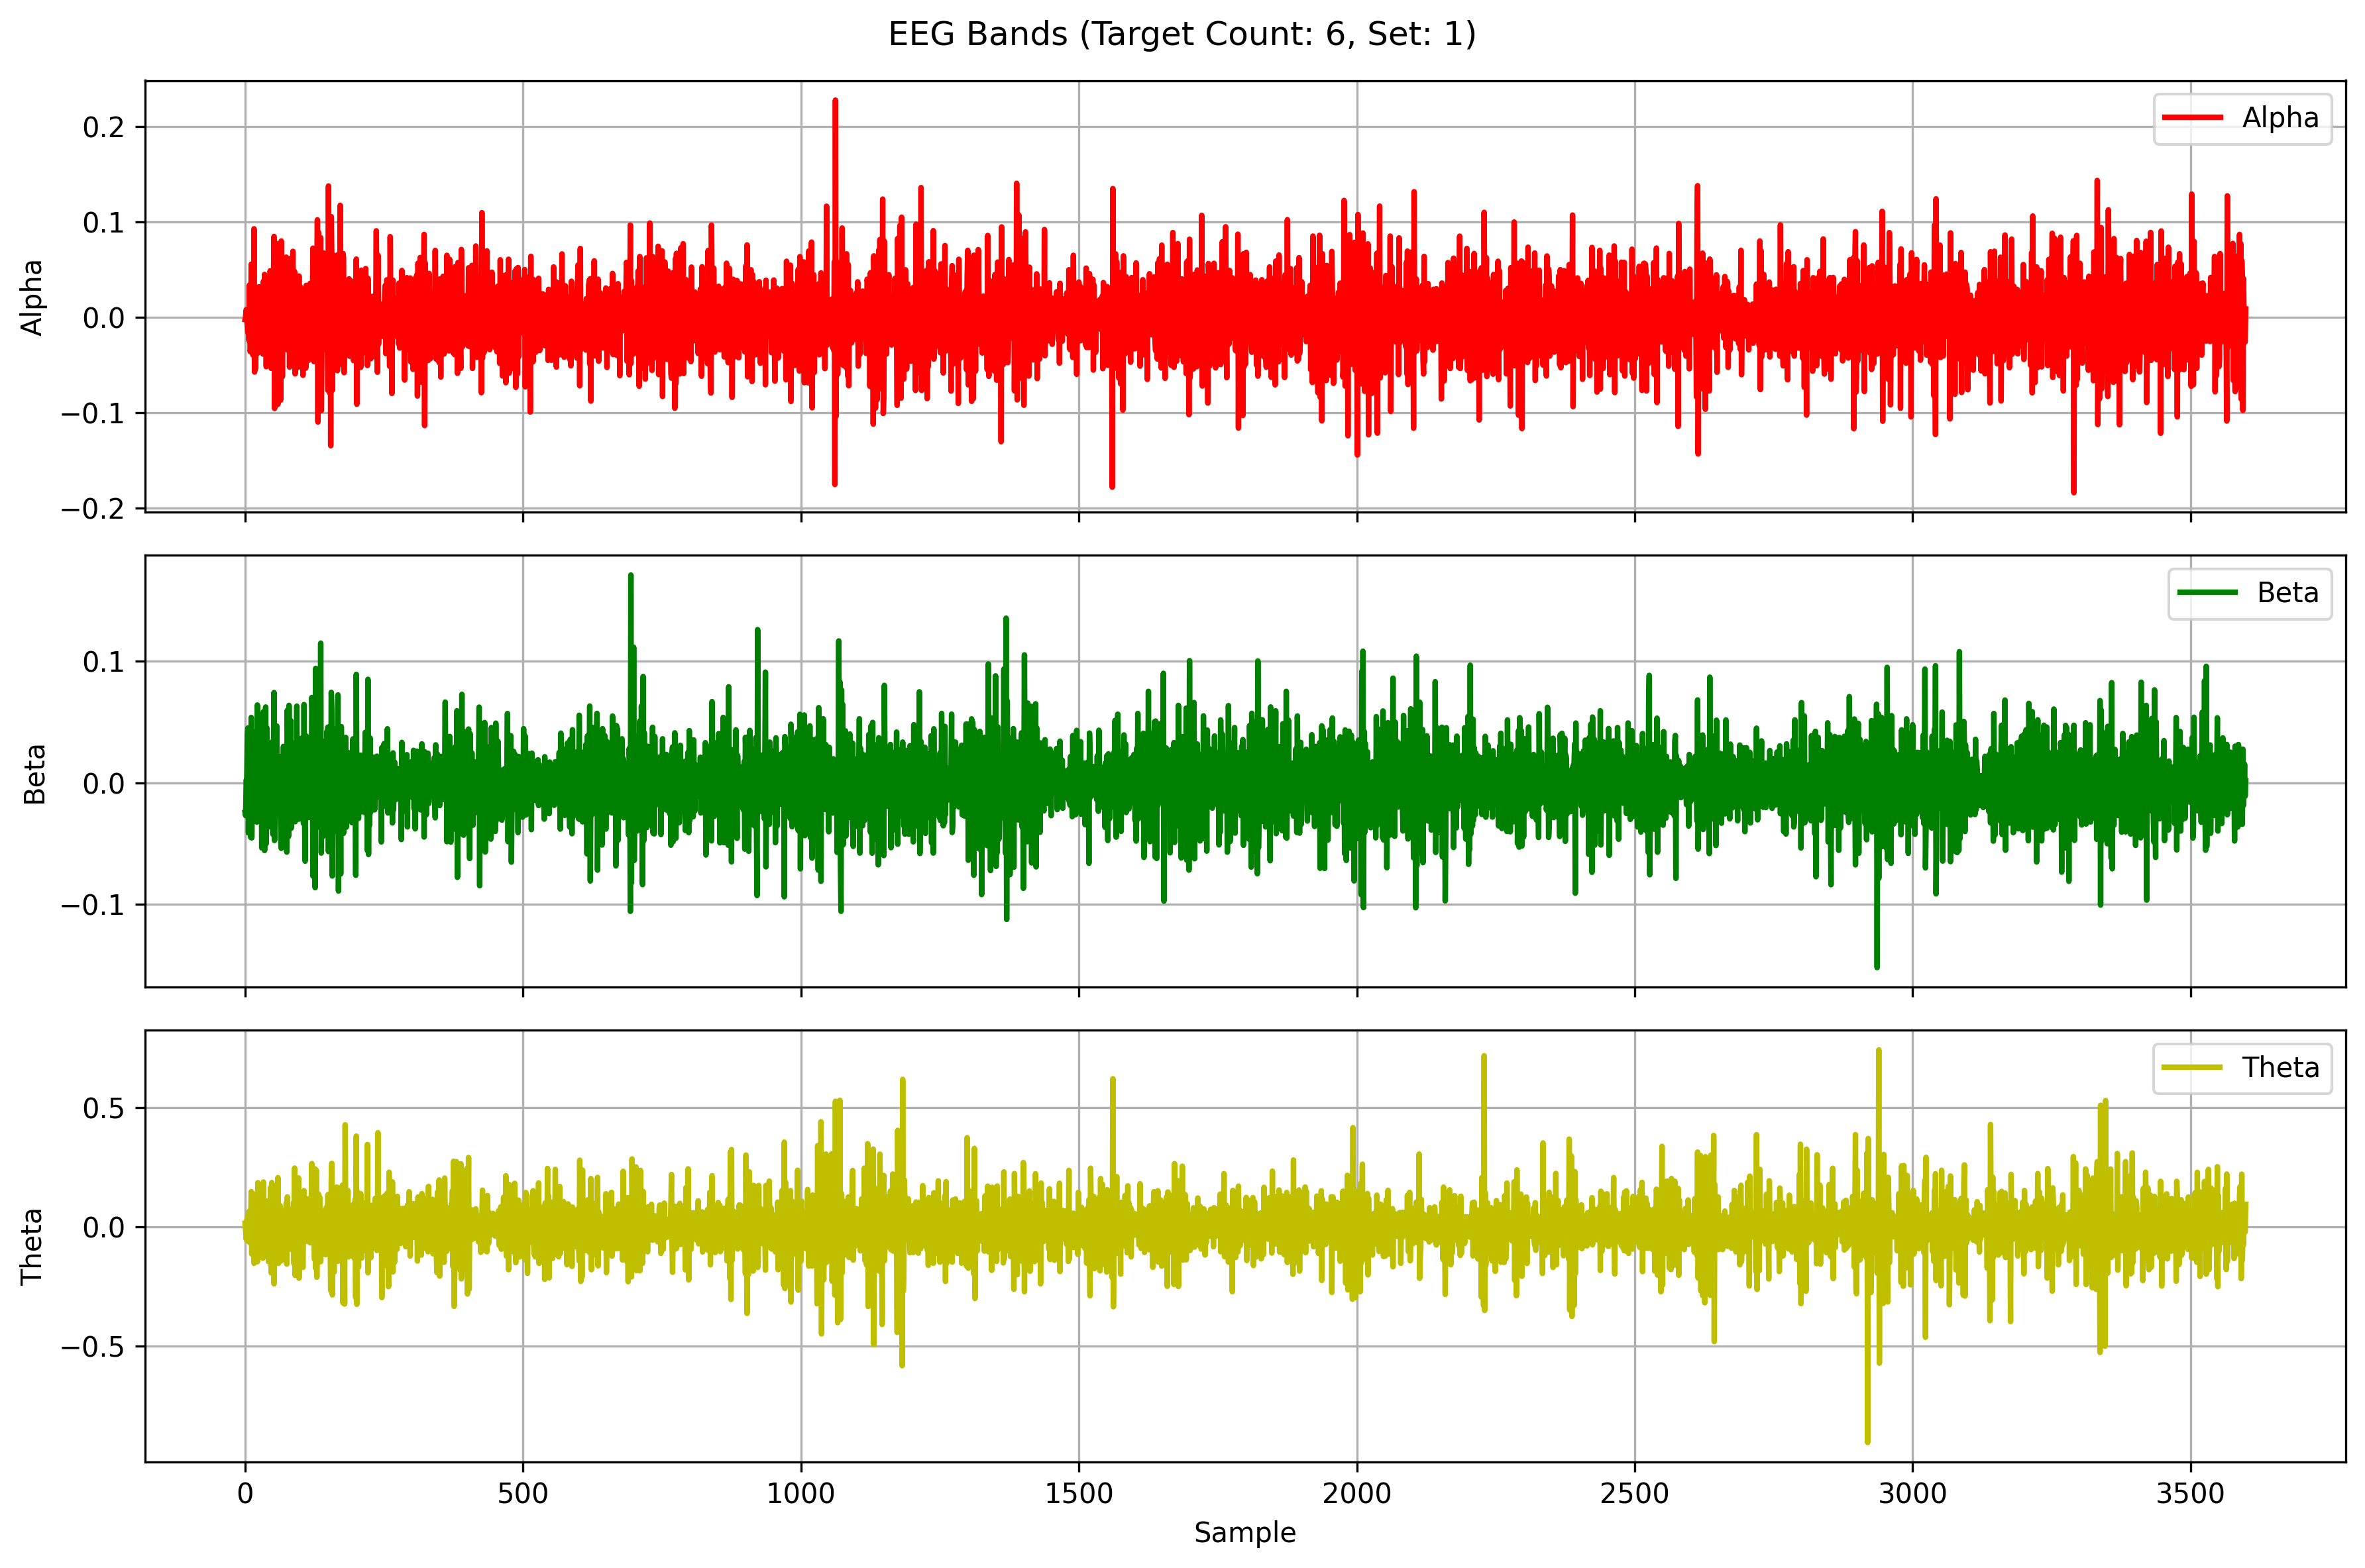 EEG Bands (Target Count: 6, Set: 1)
Alpha
0.2
0.1
0.0
−0.1
−0.2
Alpha
Beta
0.1
0.0
−0.1
Beta
Theta
0.5
0.0
−0.5
Theta
0 500 1000 1500 2000 2500 3000 3500
Sample